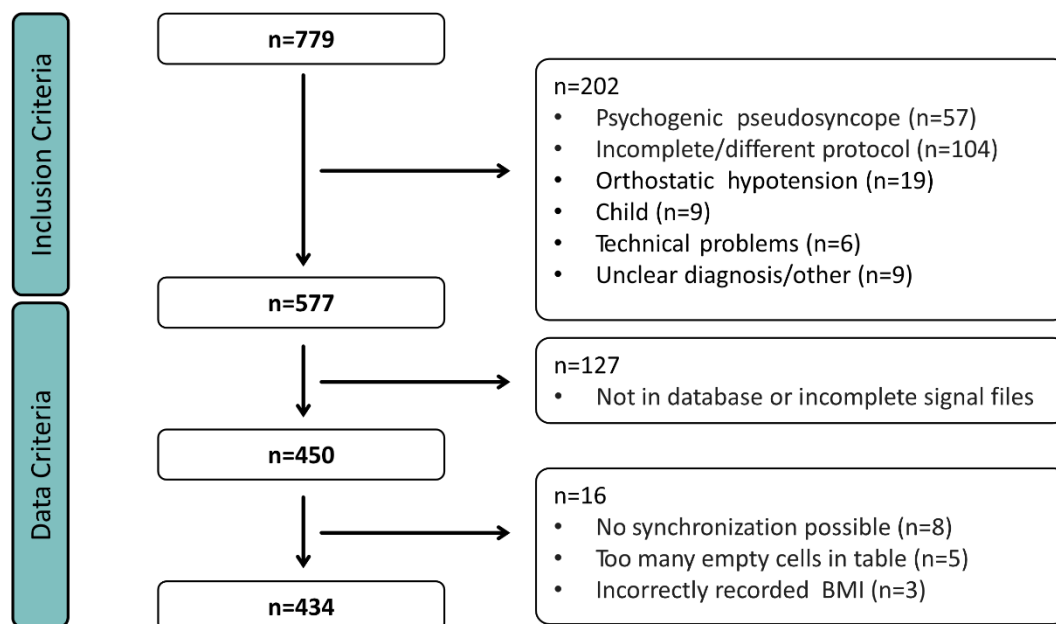 Inclusion Criteria
n=779
n=202
• Psychogenic pseudosyncope (n=57)
• Incomplete/different protocol (n=104)
• Orthostatic hypotension (n=19)
• Child (n=9)
• Technical problems (n=6)
• Unclear diagnosis/other (n=9)
n=577
Data Criteria
n=127
• Not in database or incomplete signal files
n=450
n=16
• No synchronization possible (n=8)
• Too many empty cells in table (n=5)
• Incorrectly recorded BMI (n=3)
n=434